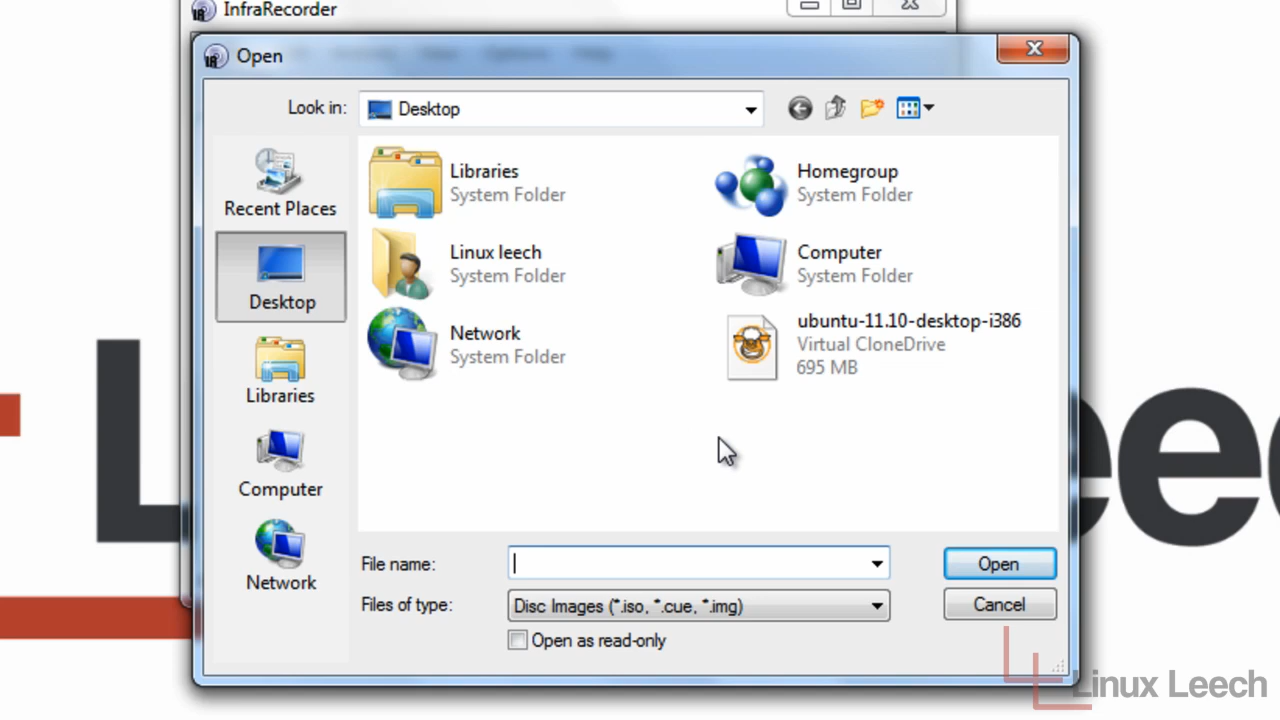 InfraRecorder
Open
Look in:
Desktop
Recent Places
Desktop
Libraries
Computer
Network
Libraries
System Folder
Homegroup
System Folder
Linux leech
System Folder
Computer
System Folder
Network
System Folder
ubuntu-11.10-desktop-i386
Virtual CloneDrive
695 MB
File name:
Open
Files of type:
Disc Images (*.iso, *.cue, *.img)
Cancel
Open as read-only
Linux Leech